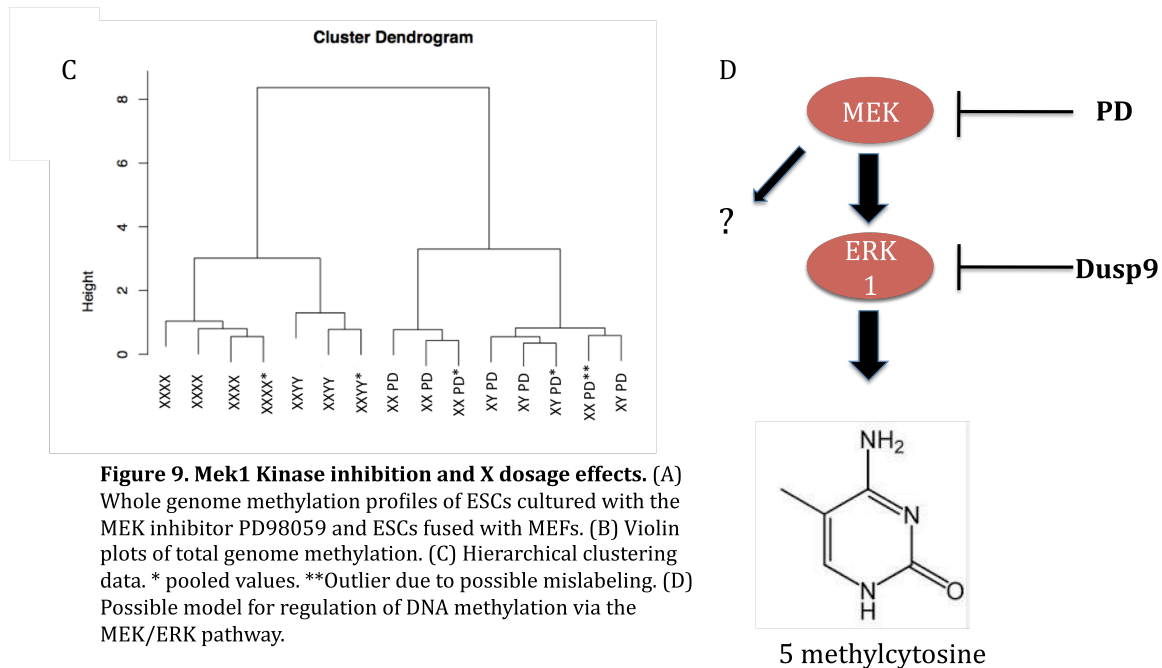 Cluster Dendrogram
C
Height
0
2
4
6
8
XXXX
XXXX
XXXX
XXXX*
XXYY
XXYY
XXYY*
XX PD
XX PD
XX PD*
XY PD
XY PD
XY PD*
XX PD**
XY PD
Figure 9. Mek1 Kinase inhibition and X dosage effects. (A)
Whole genome methylation profiles of ESCs cultured with the
MEK inhibitor PD98059 and ESCs fused with MEFs. (B) Violin
plots of total genome methylation. (C) Hierarchical clustering
data. * pooled values. **Outlier due to possible mislabeling. (D)
Possible model for regulation of DNA methylation via the
MEK/ERK pathway.
D
MEK
PD
?
ERK
1
Dusp9
NH2
N
N
H
O
5 methylcytosine